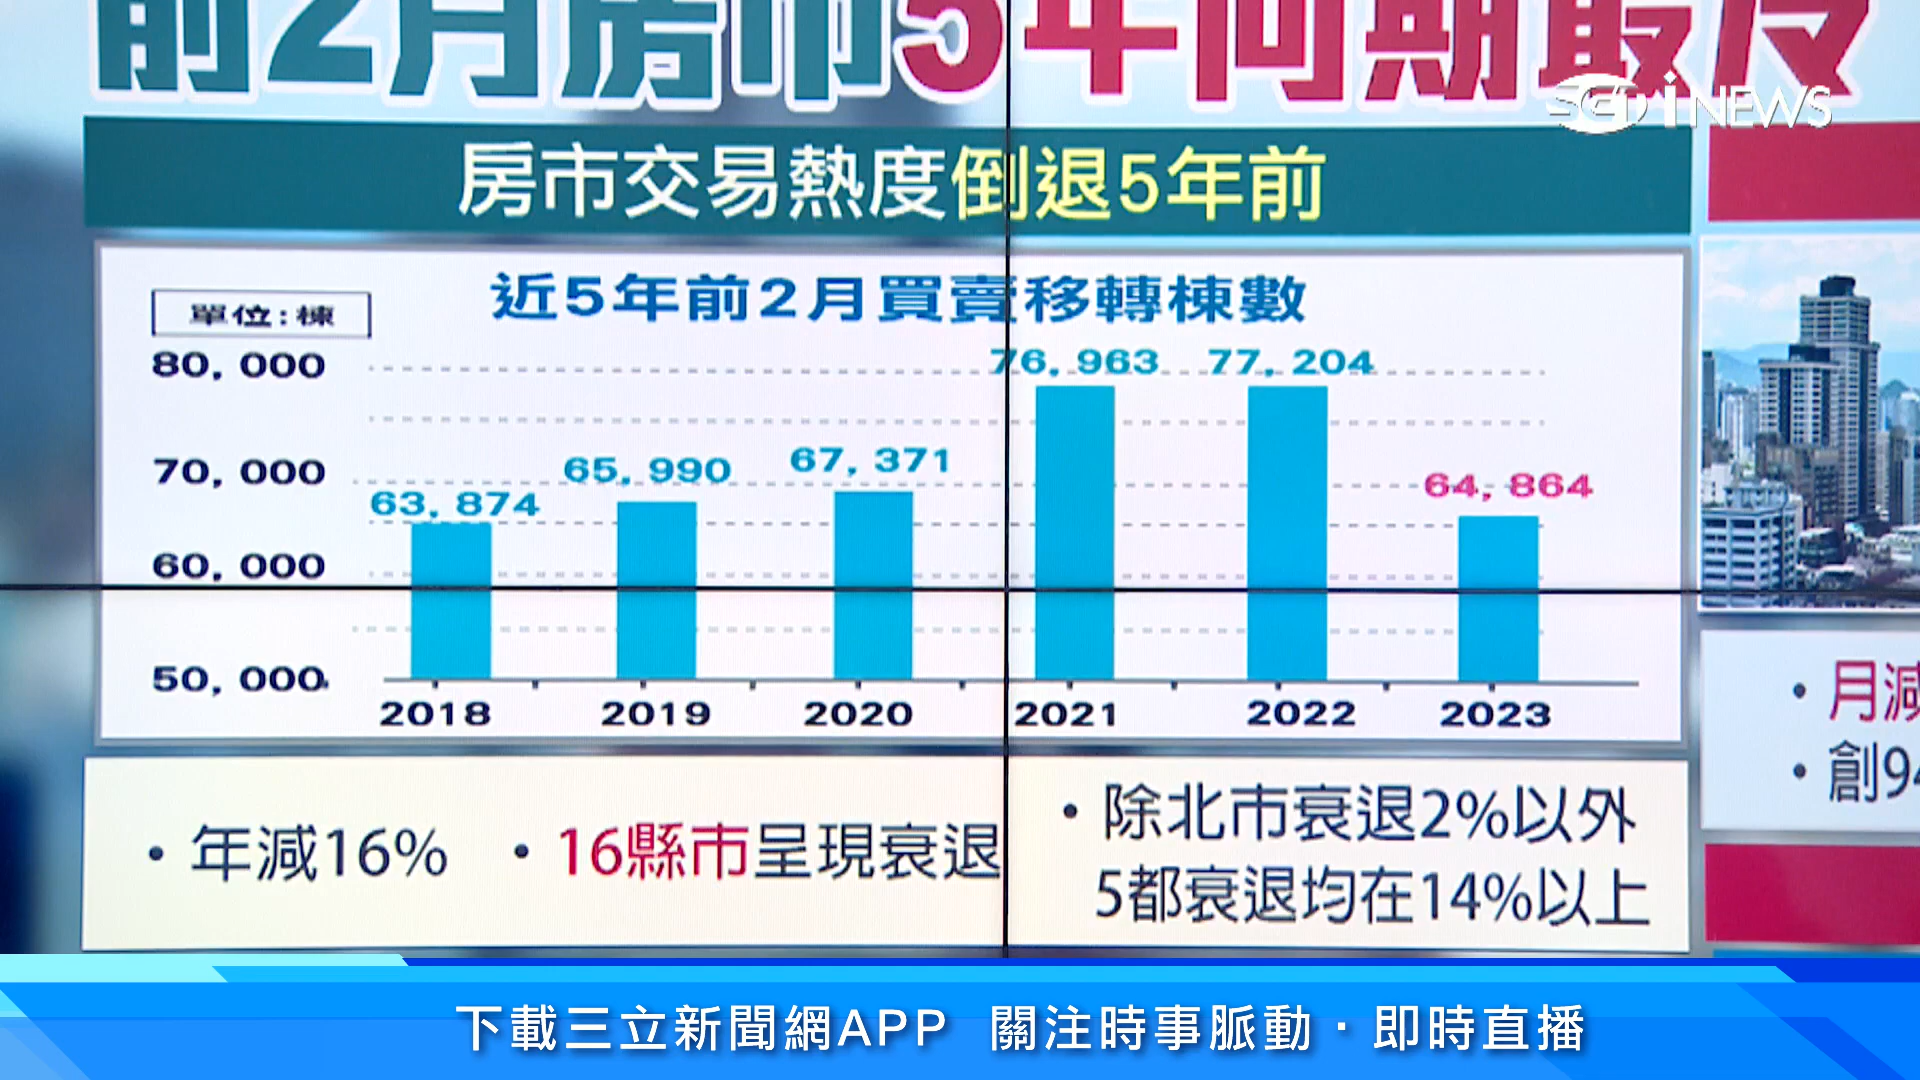 前2月房市5年同期最
SETN iNEWS
房市交易熱度倒退5年前
近5年前2月買賣移轉棟數
單位:棟
80,000
70,000
60,000
50,000
63,874
65,990
67,371
76,963
77,204
64,864
2018
2019
2020
2021
2022
2023
• 年減16%
• 16縣市呈現衰退
• 除北市衰退2%以外
5都衰退均在14%以上
• 月減
• 創94
下載三立新聞網APP 關注時事脈動・即時直播